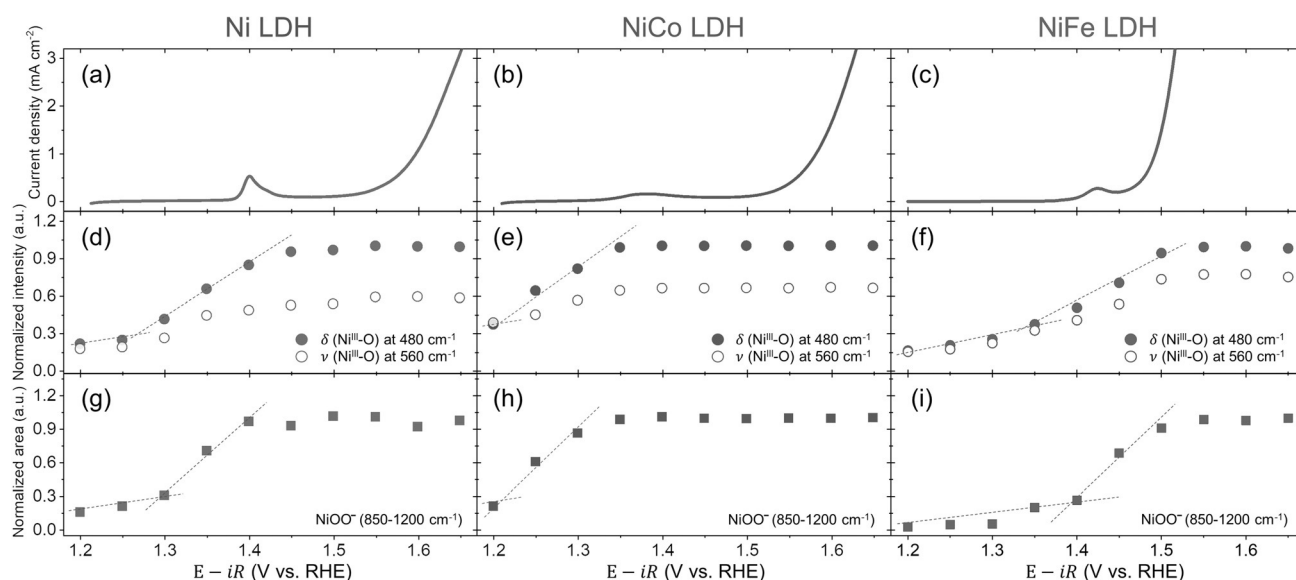 Ni LDH NiCo LDH NiFe LDH
(a) (b) (c)
Current density (mA cm⁻²)
3
2
1
0
(d) (e) (f)
Normalized intensity (a.u.)
1.2
0.9
0.6
0.3
0.0
δ (Niᴵᴵᴵ-O) at 480 cm⁻¹ δ (Niᴵᴵᴵ-O) at 480 cm⁻¹ δ (Niᴵᴵᴵ-O) at 480 cm⁻¹
ν (Niᴵᴵᴵ-O) at 560 cm⁻¹ ν (Niᴵᴵᴵ-O) at 560 cm⁻¹ ν (Niᴵᴵᴵ-O) at 560 cm⁻¹
(g) (h) (i)
Normalized area (a.u.)
1.2
0.9
0.6
0.3
0.0
NiOO⁻ (850-1200 cm⁻¹) NiOO⁻ (850-1200 cm⁻¹) NiOO⁻ (850-1200 cm⁻¹)
1.2 1.3 1.4 1.5 1.6 1.2 1.3 1.4 1.5 1.6 1.2 1.3 1.4 1.5 1.6
E − iR (V vs. RHE) E − iR (V vs. RHE) E − iR (V vs. RHE)